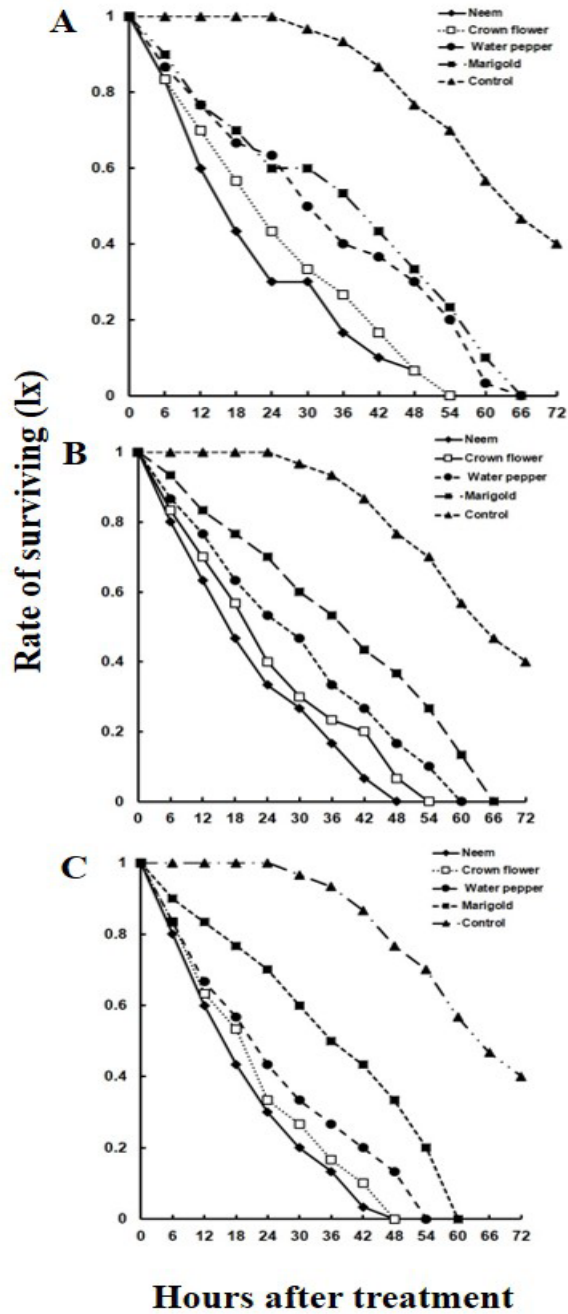 A
Neem
Crown flower
Water pepper
Marigold
Control
1
0.8
0.6
0.4
0.2
0
0 6 12 18 24 30 36 42 48 54 60 66 72
B
Neem
Crown flower
Water pepper
Marigold
Control
1
0.8
0.6
0.4
0.2
0
0 6 12 18 24 30 36 42 48 54 60 66 72
C
Neem
Crown flower
Water pepper
Marigold
Control
1
0.8
0.6
0.4
0.2
0
0 6 12 18 24 30 36 42 48 54 60 66 72
Rate of surviving (lx)
Hours after treatment